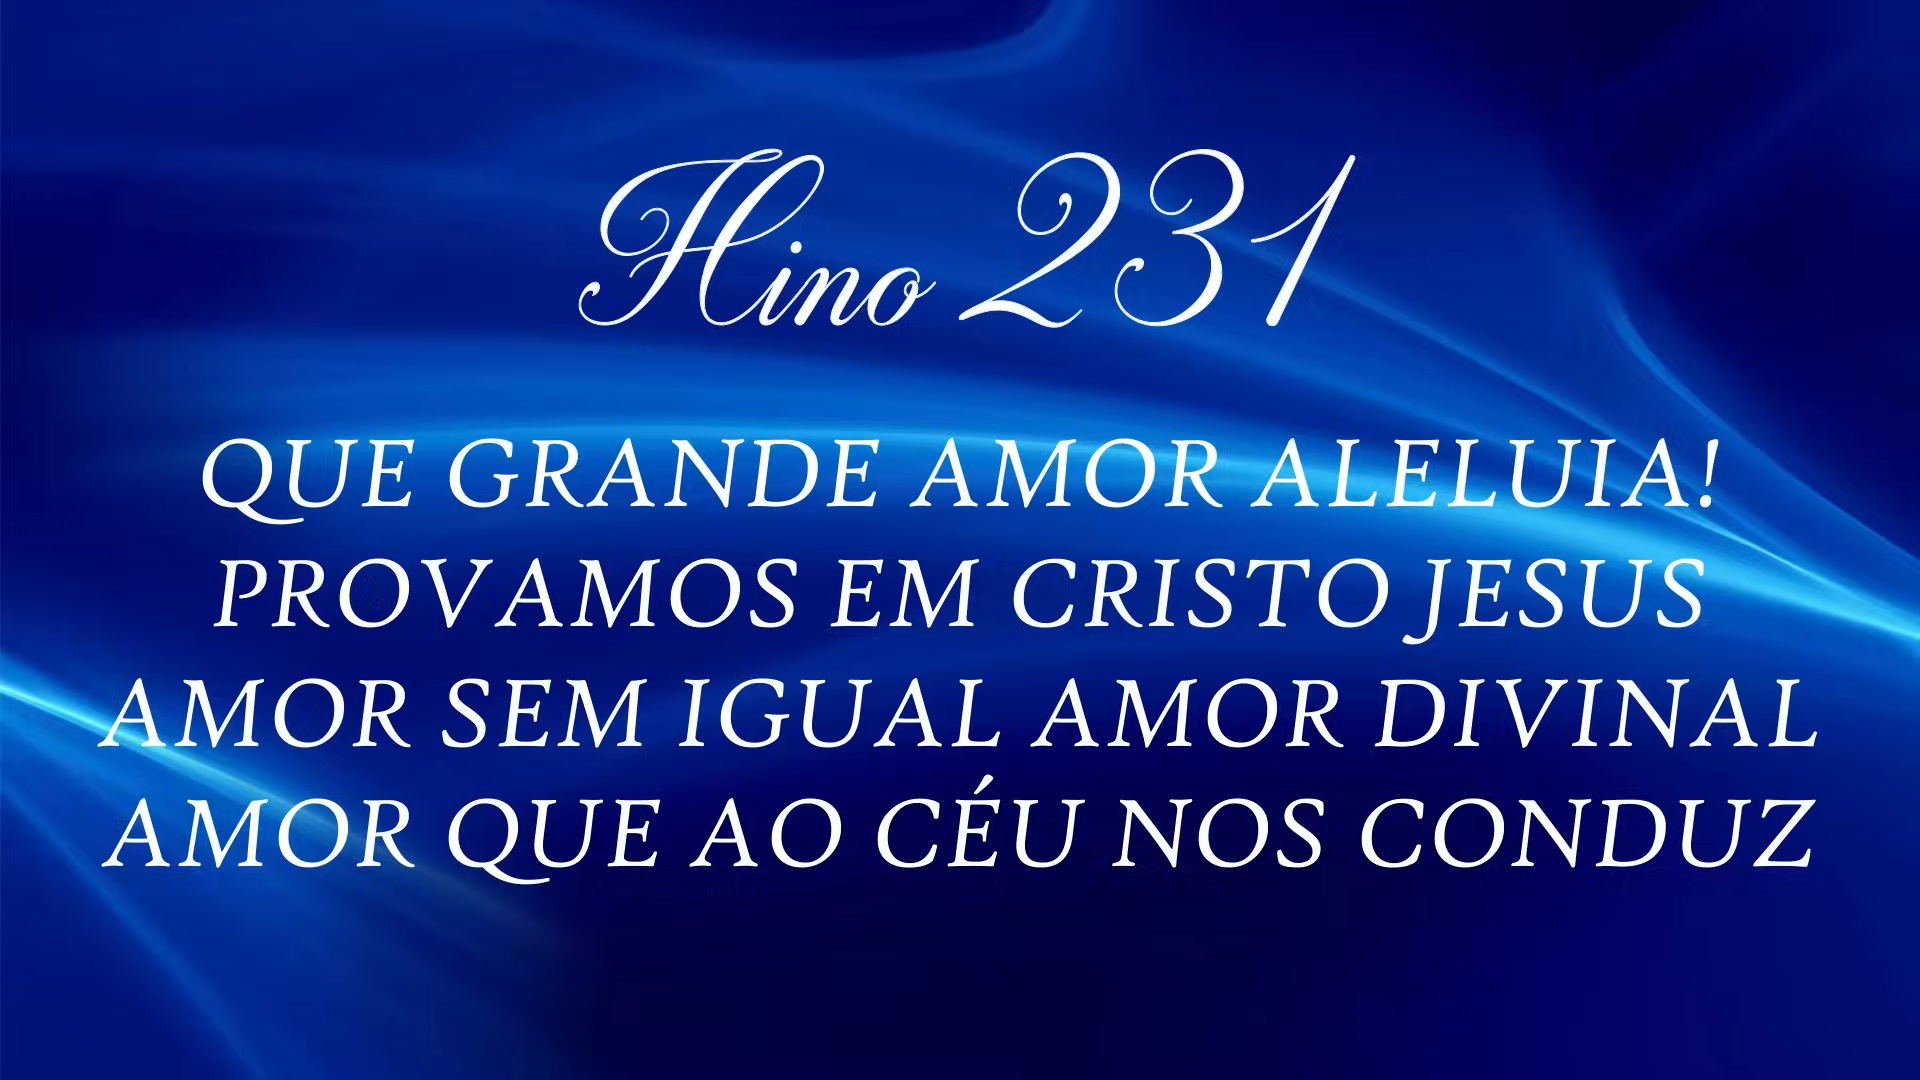 Hino 231
QUE GRANDE AMOR ALELUIA!
PROVAMOS EM CRISTO JESUS
AMOR SEM IGUAL AMOR DIVINAL
AMOR QUE AO CÉU NOS CONDUZ